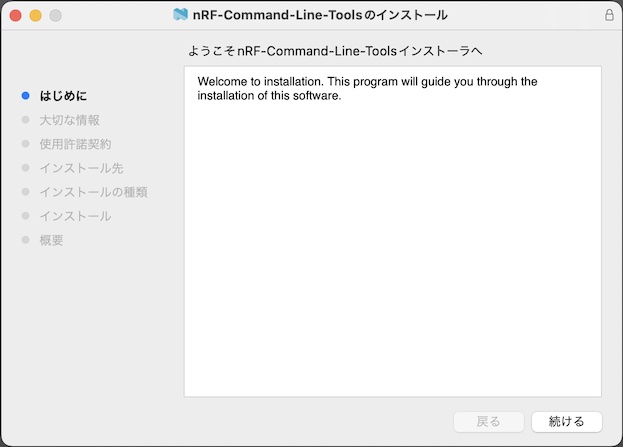 nRF-Command-Line-Toolsのインストール
ようこそnRF-Command-Line-Toolsインストーラへ
はじめに
大切な情報
使用許諾契約
インストール先
インストールの種類
インストール
概要
Welcome to installation. This program will guide you through the
installation of this software.
戻る
続ける